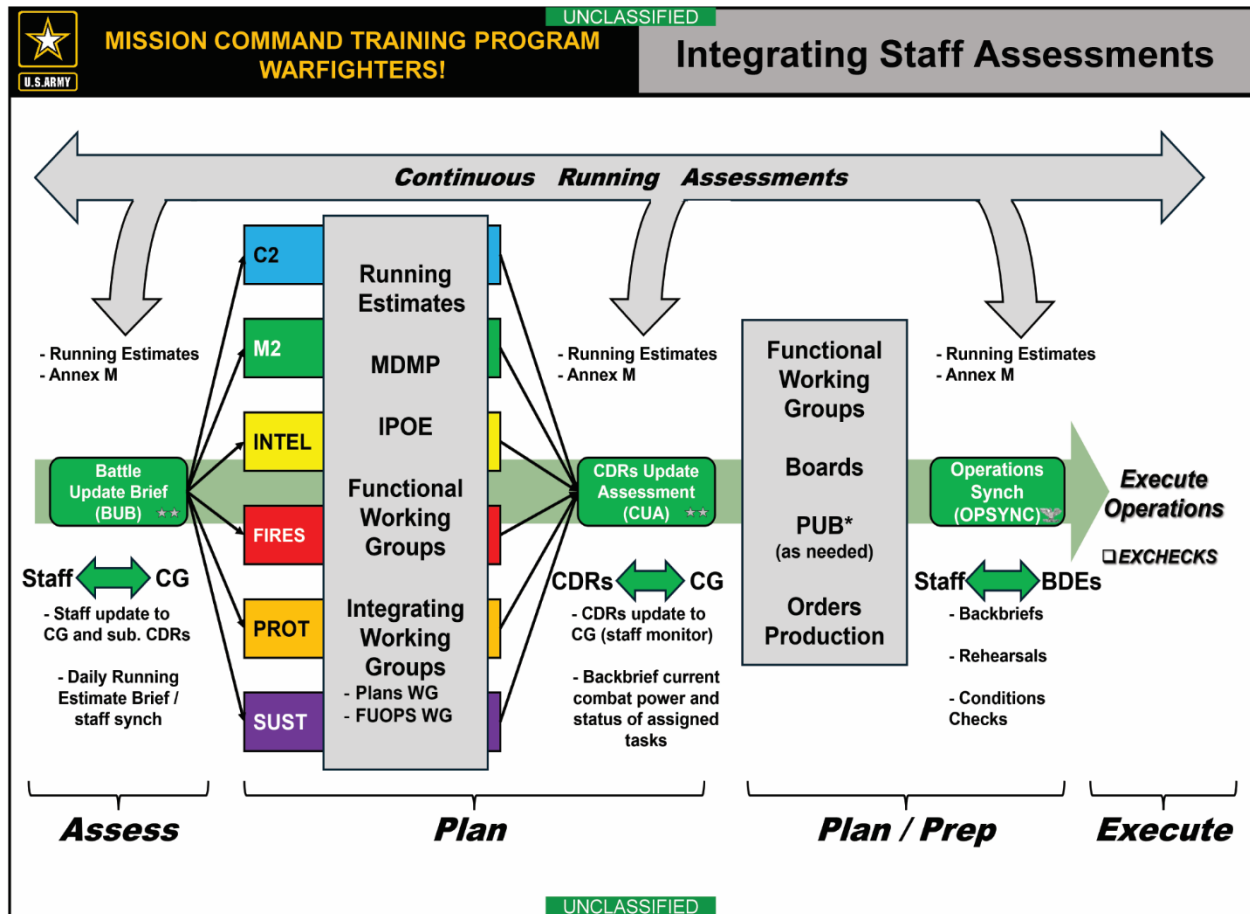 UNCLASSIFIED
U.S.ARMY
MISSION COMMAND TRAINING PROGRAM
WARFIGHTERS!
Integrating Staff Assessments
Continuous Running Assessments
- Running Estimates
- Annex M
Battle
Update Brief
(BUB)
Staff
CG
- Staff update to
CG and sub. CDRs
- Daily Running
Estimate Brief /
staff synch
C2
M2
INTEL
FIRES
PROT
SUST
Running
Estimates
MDMP
IPOE
Functional
Working
Groups
Integrating
Working
Groups
- Plans WG
- FUOPS WG
- Running Estimates
- Annex M
CDRs Update
Assessment
(CUA)
CDRs
CG
- CDRs update to
CG (staff monitor)
- Backbrief current
combat power and
status of assigned
tasks
Functional
Working
Groups
Boards
PUB*
(as needed)
Orders
Production
- Running Estimates
- Annex M
Operations
Synch
(OPSYNC)
Staff
BDEs
- Backbriefs
- Rehearsals
- Conditions
Checks
Execute
Operations
❑EXCHECKS
Assess
Plan
Plan / Prep
Execute
UNCLASSIFIED